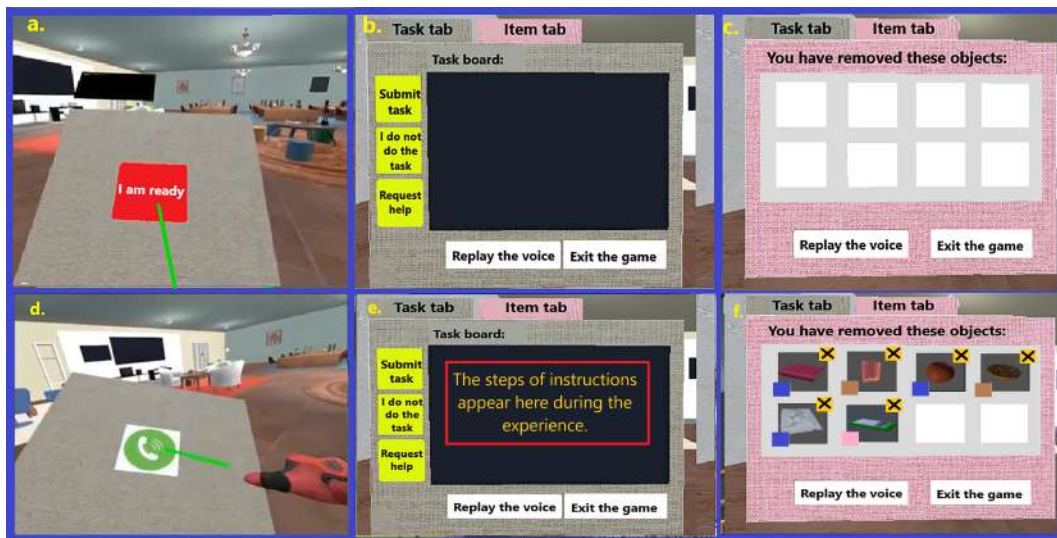 a.
I am ready
b.
Task tab
Item tab
Task board:
Submit
task
I do not
do the
task
Request
help
Replay the voice
Exit the game
c.
Task tab
Item tab
You have removed these objects:
Replay the voice
Exit the game
d.
e.
Task tab
Item tab
Task board:
Submit
task
I do not
do the
task
Request
help
The steps of instructions
appear here during the
experience.
Replay the voice
Exit the game
f.
Task tab
Item tab
You have removed these objects:
X
X
X
X
X
X
Replay the voice
Exit the game